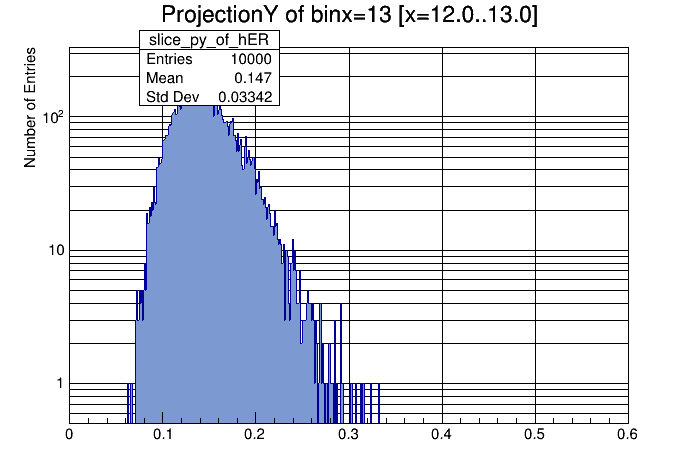 ProjectionY of binx=13 [x=12.0..13.0]
slice_py_of_hER
Entries 10000
Mean 0.147
Std Dev 0.03342
Number of Entries
10²
10
1
0 0.1 0.2 0.3 0.4 0.5 0.6